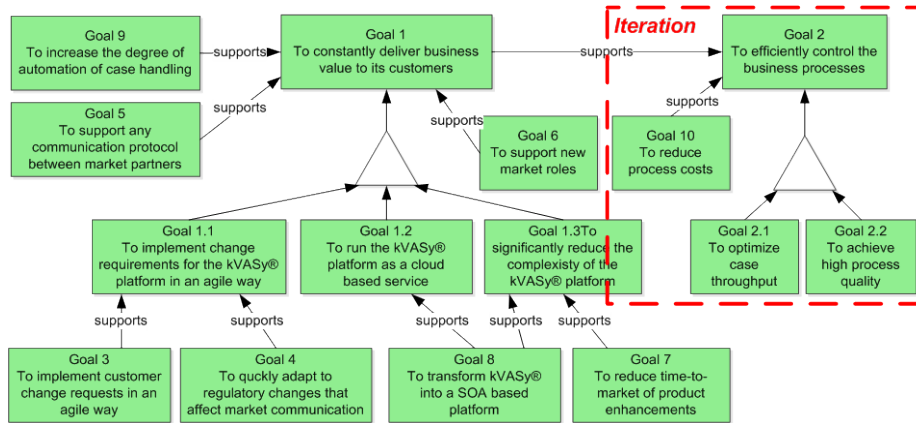 Iteration
Goal 9
To increase the degree of
automation of case handling
supports
Goal 1
To constantly deliver business
value to its customers
supports
Goal 2
To efficiently control the
business processes
supports
Goal 5
To support any
communication protocol
between market partners
supports
Goal 6
To support new
market roles
supports
Goal 10
To reduce
process costs
Goal 1.1
To implement change
requirements for the kVASy®
platform in an agile way
Goal 1.2
To run the kVASy®
platform as a cloud
based service
Goal 1.3To
significantly reduce the
complexisty of the
kVASy® platform
Goal 2.1
To optimize
case
throughput
Goal 2.2
To achieve
high process
quality
supports
supports
supports
supports
supports
Goal 3
To implement customer
change requests in an
agile way
Goal 4
To quckly adapt to
regulatory changes that
affect market communication
Goal 8
To transform kVASy®
into a SOA based
platform
Goal 7
To reduce time-to-
market of product
enhancements